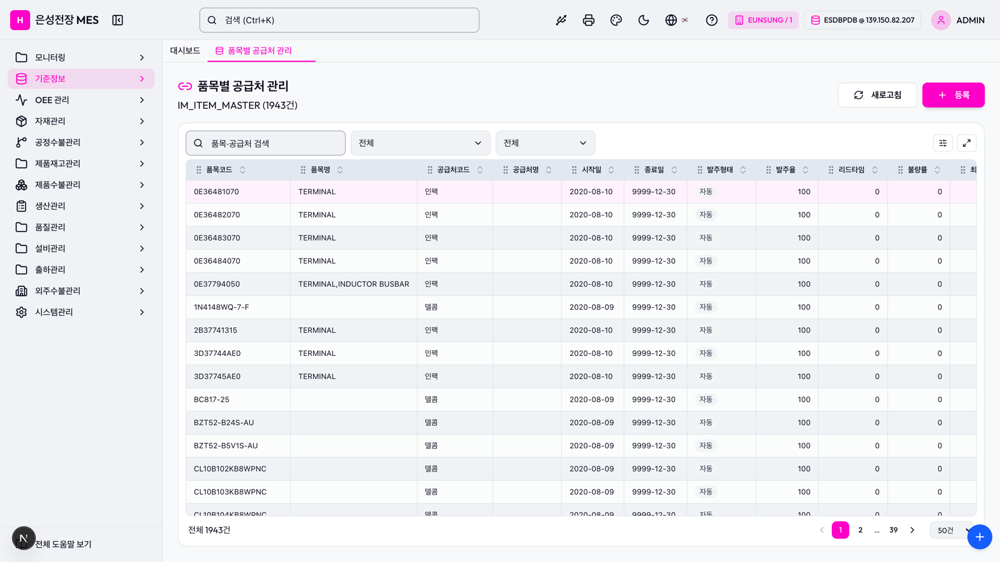 H 은성전장 MES
검색 (Ctrl+K)
EUNSUNG / 1
ESDBPDB @ 139.150.82.207
ADMIN
모니터링
기준정보
OEE 관리
자재관리
공정수불관리
제품재고관리
제품수불관리
생산관리
품질관리
설비관리
출하관리
외주수불관리
시스템관리
N 전체 도움말 보기
대시보드 품목별 공급처 관리
품목별 공급처 관리
IM_ITEM_MASTER (1943건)
새로고침 등록
품목·공급처 검색 전체 전체
품목코드 품목명 공급처코드 공급처명 시작일 종료일 발주형태 발주율 리드타임 불량률 최
0E36481070 TERMINAL 인팩 2020-08-10 9999-12-30 자동 100 0 0
0E36482070 TERMINAL 인팩 2020-08-10 9999-12-30 자동 100 0 0
0E36483070 TERMINAL 인팩 2020-08-10 9999-12-30 자동 100 0 0
0E36484070 TERMINAL 인팩 2020-08-10 9999-12-30 자동 100 0 0
0E37794050 TERMINAL,INDUCTOR BUSBAR 인팩 2020-08-10 9999-12-30 자동 100 0 0
1N4148WQ-7-F 델콤 2020-08-09 9999-12-30 자동 100 0 0
2B37741315 TERMINAL 인팩 2020-08-10 9999-12-30 자동 100 0 0
3D37744AE0 TERMINAL 인팩 2020-08-10 9999-12-30 자동 100 0 0
3D37745AE0 TERMINAL 인팩 2020-08-10 9999-12-30 자동 100 0 0
BC817-25 델콤 2020-08-09 9999-12-30 자동 100 0 0
BZT52-B24S-AU 델콤 2020-08-09 9999-12-30 자동 100 0 0
BZT52-B5V1S-AU 델콤 2020-08-09 9999-12-30 자동 100 0 0
CL10B102KB8WPNC 델콤 2020-08-09 9999-12-30 자동 100 0 0
CL10B103KB8WPNC 델콤 2020-08-09 9999-12-30 자동 100 0 0
CL10B104KB8WPNC 델콤 2020-08-09 9999-12-30 자동 100 0 0
전체 1943건
1 2 ... 39 50건